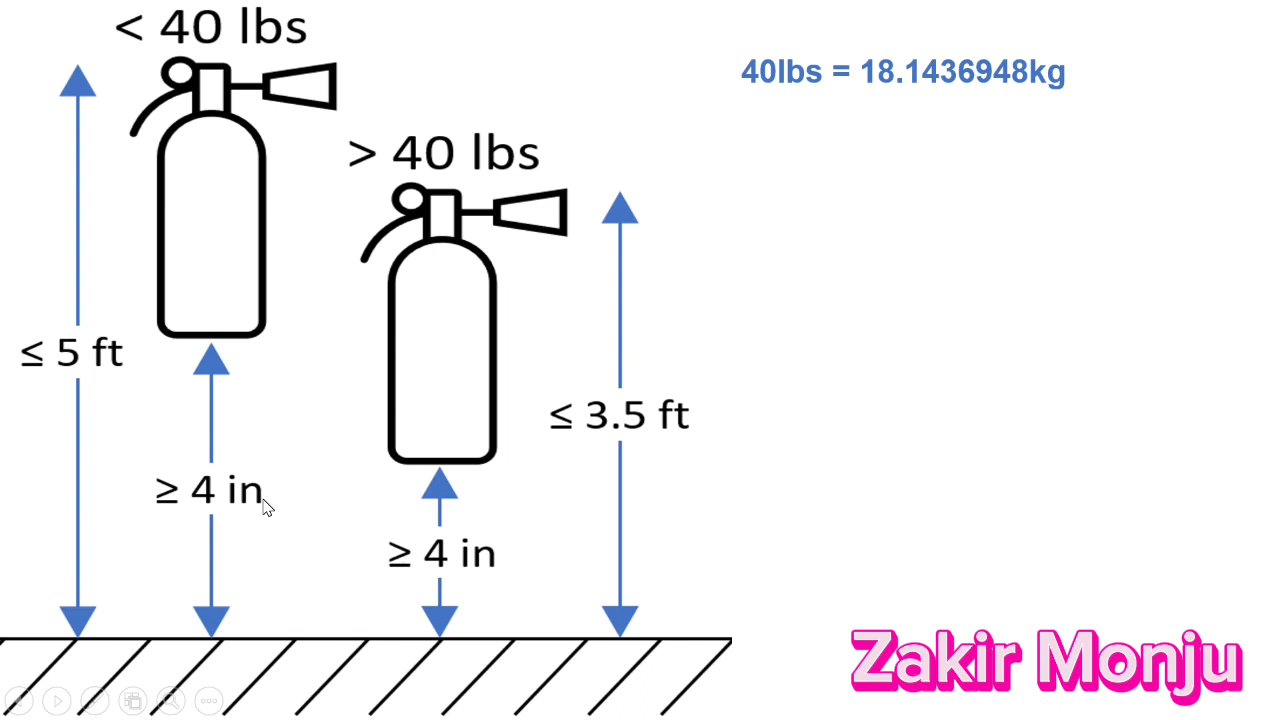 < 40 lbs
40lbs = 18.1436948kg
> 40 lbs
≤ 5 ft
≤ 3.5 ft
≥ 4 in
≥ 4 in
Zakir Monju